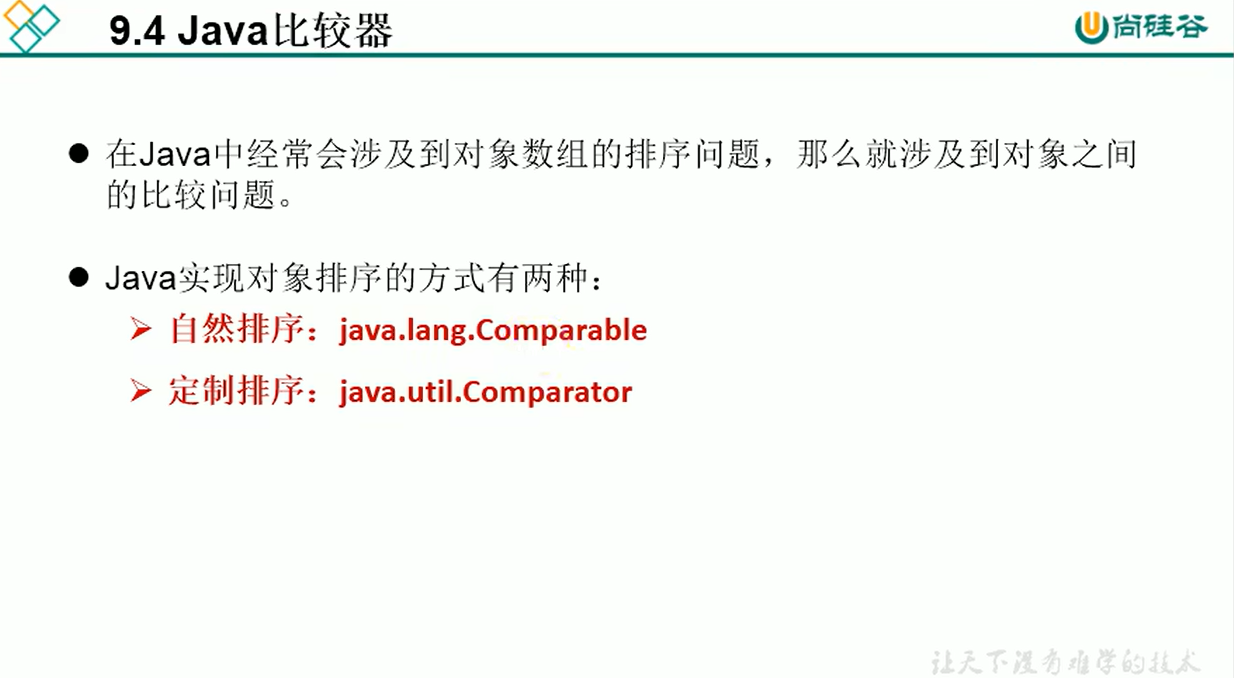 9.4 Java比较器
尚硅谷
● 在Java中经常会涉及到对象数组的排序问题，那么就涉及到对象之间
的比较问题。
● Java实现对象排序的方式有两种：
➢ 自然排序：java.lang.Comparable
➢ 定制排序：java.util.Comparator
让天下没有难学的技术